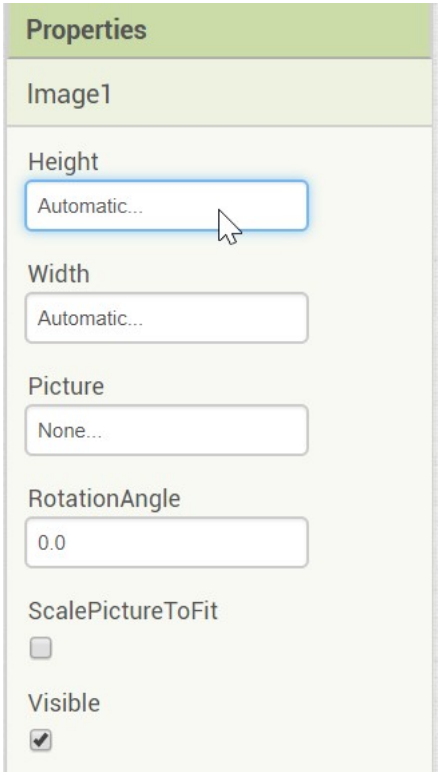 Properties
Image1
Height
Automatic...
Width
Automatic...
Picture
None...
RotationAngle
0.0
ScalePictureToFit
Visible